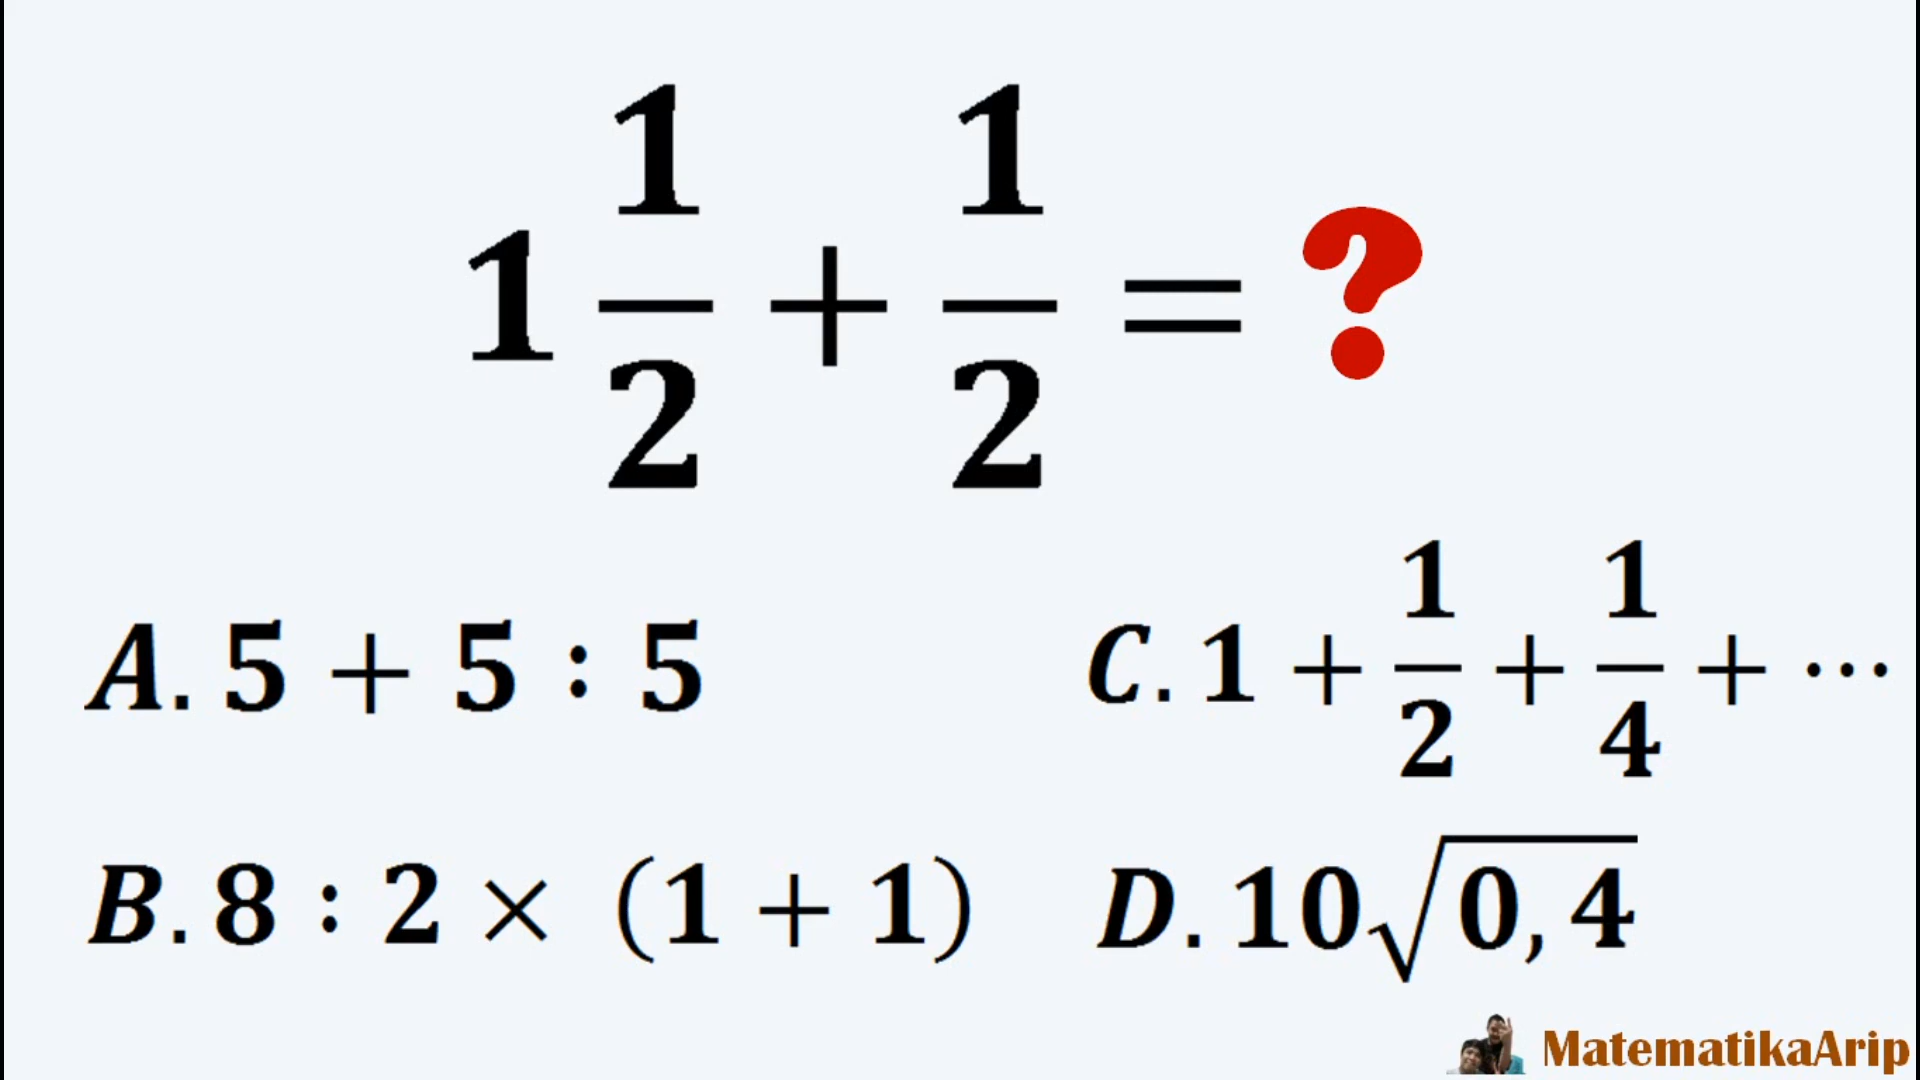 1 1/2 + 1/2 = ?
A. 5 + 5 : 5
B. 8 : 2 × (1 + 1)
C. 1 + 1/2 + 1/4 + ⋯
D. 10√0,4
MatematikaArip